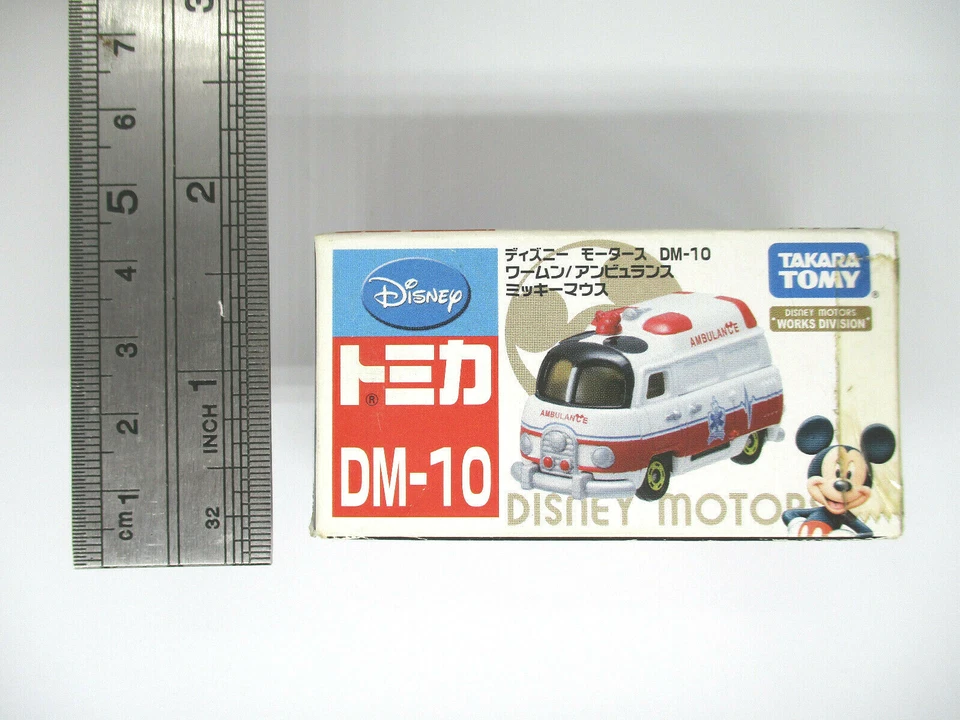 3
7
6
5
2
4
3
1
INCH
2
cm 1
32
Disney
トミカ
®
DM-10
ディズニー モータース DM-10
ワームン/アンビュランス
ミッキーマウス
TAKARA
TOMY
®
DISNEY MOTORS
"WORKS DIVISION"
AMBULANCE
AMBULANCE
DISNEY MOTOR